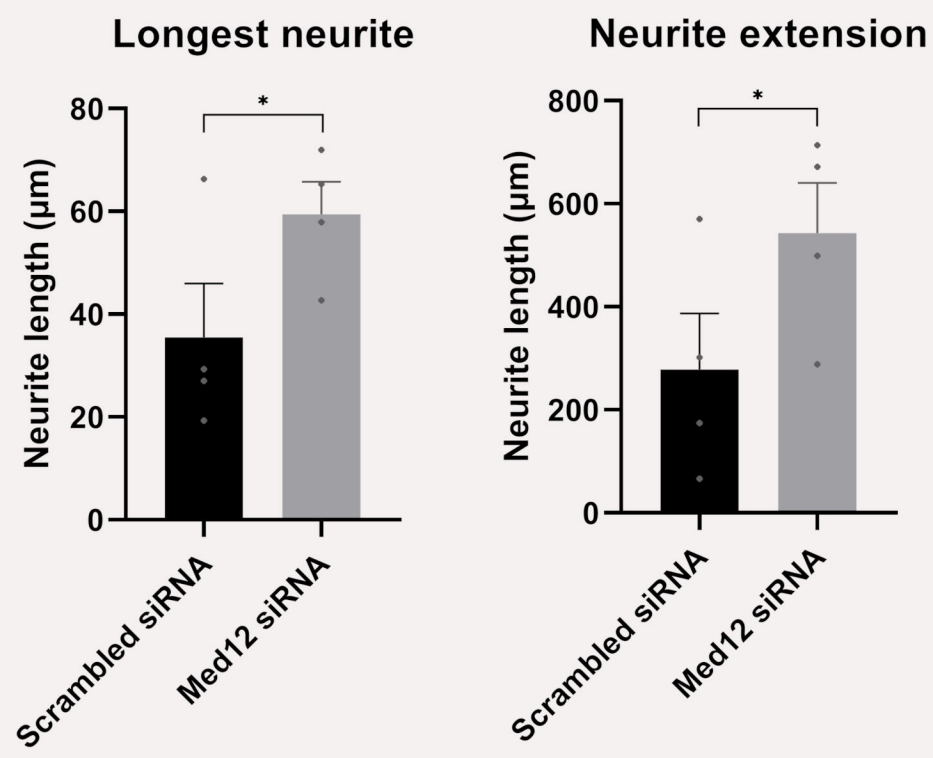 Longest neurite
Neurite length (μm)
80
60
40
20
0
*
Scrambled siRNA
Med12 siRNA
Neurite extension
Neurite length (μm)
800
600
400
200
0
*
Scrambled siRNA
Med12 siRNA